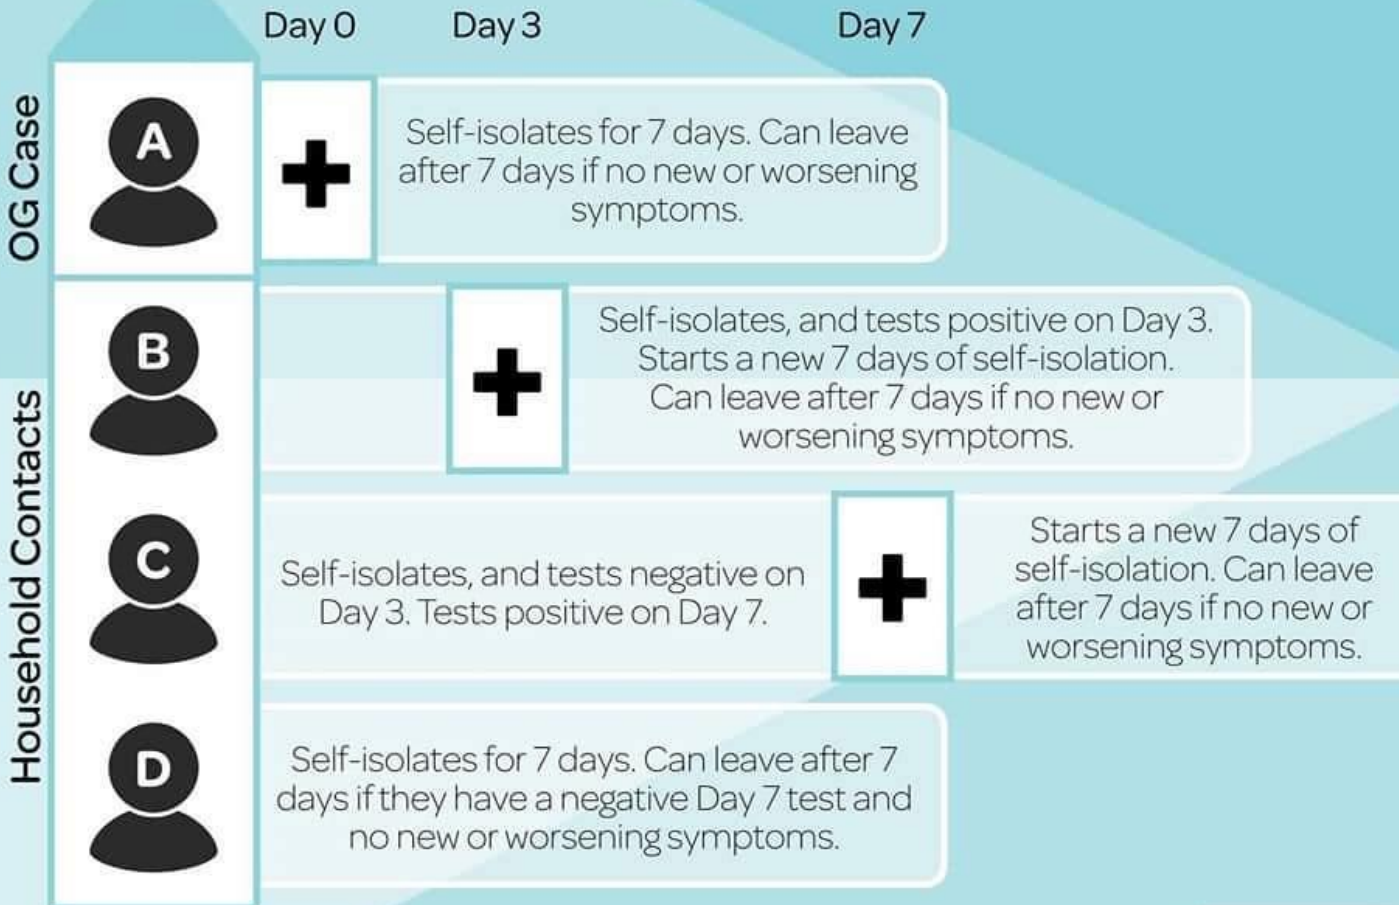 Day 0
Day 3
Day 7
OG Case
A
Self-isolates for 7 days. Can leave
after 7 days if no new or worsening
symptoms.
Household Contacts
B
Self-isolates, and tests positive on Day 3.
Starts a new 7 days of self-isolation.
Can leave after 7 days if no new or
worsening symptoms.
C
Self-isolates, and tests negative on
Day 3. Tests positive on Day 7.
Starts a new 7 days of
self-isolation. Can leave
after 7 days if no new or
worsening symptoms.
D
Self-isolates for 7 days. Can leave after 7
days if they have a negative Day 7 test and
no new or worsening symptoms.